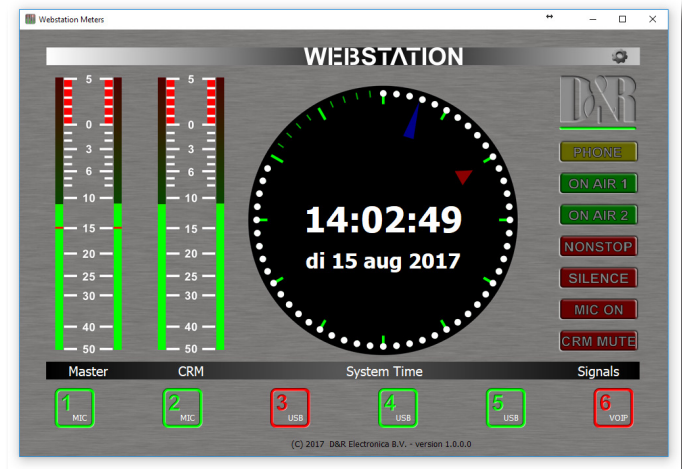 Webstation Meters
WEBSTATION
D&R
5
0
3
6
10
15
20
25
30
40
50
5
0
3
6
10
15
20
25
30
40
50
14:02:49
di 15 aug 2017
PHONE
ON AIR 1
ON AIR 2
NONSTOP
SILENCE
MIC ON
CRM MUTE
Master CRM System Time Signals
1 MIC
2 MIC
3 USB
4 USB
5 USB
6 VOIP
(C) 2017 D&R Electronica B.V. - version 1.0.0.0